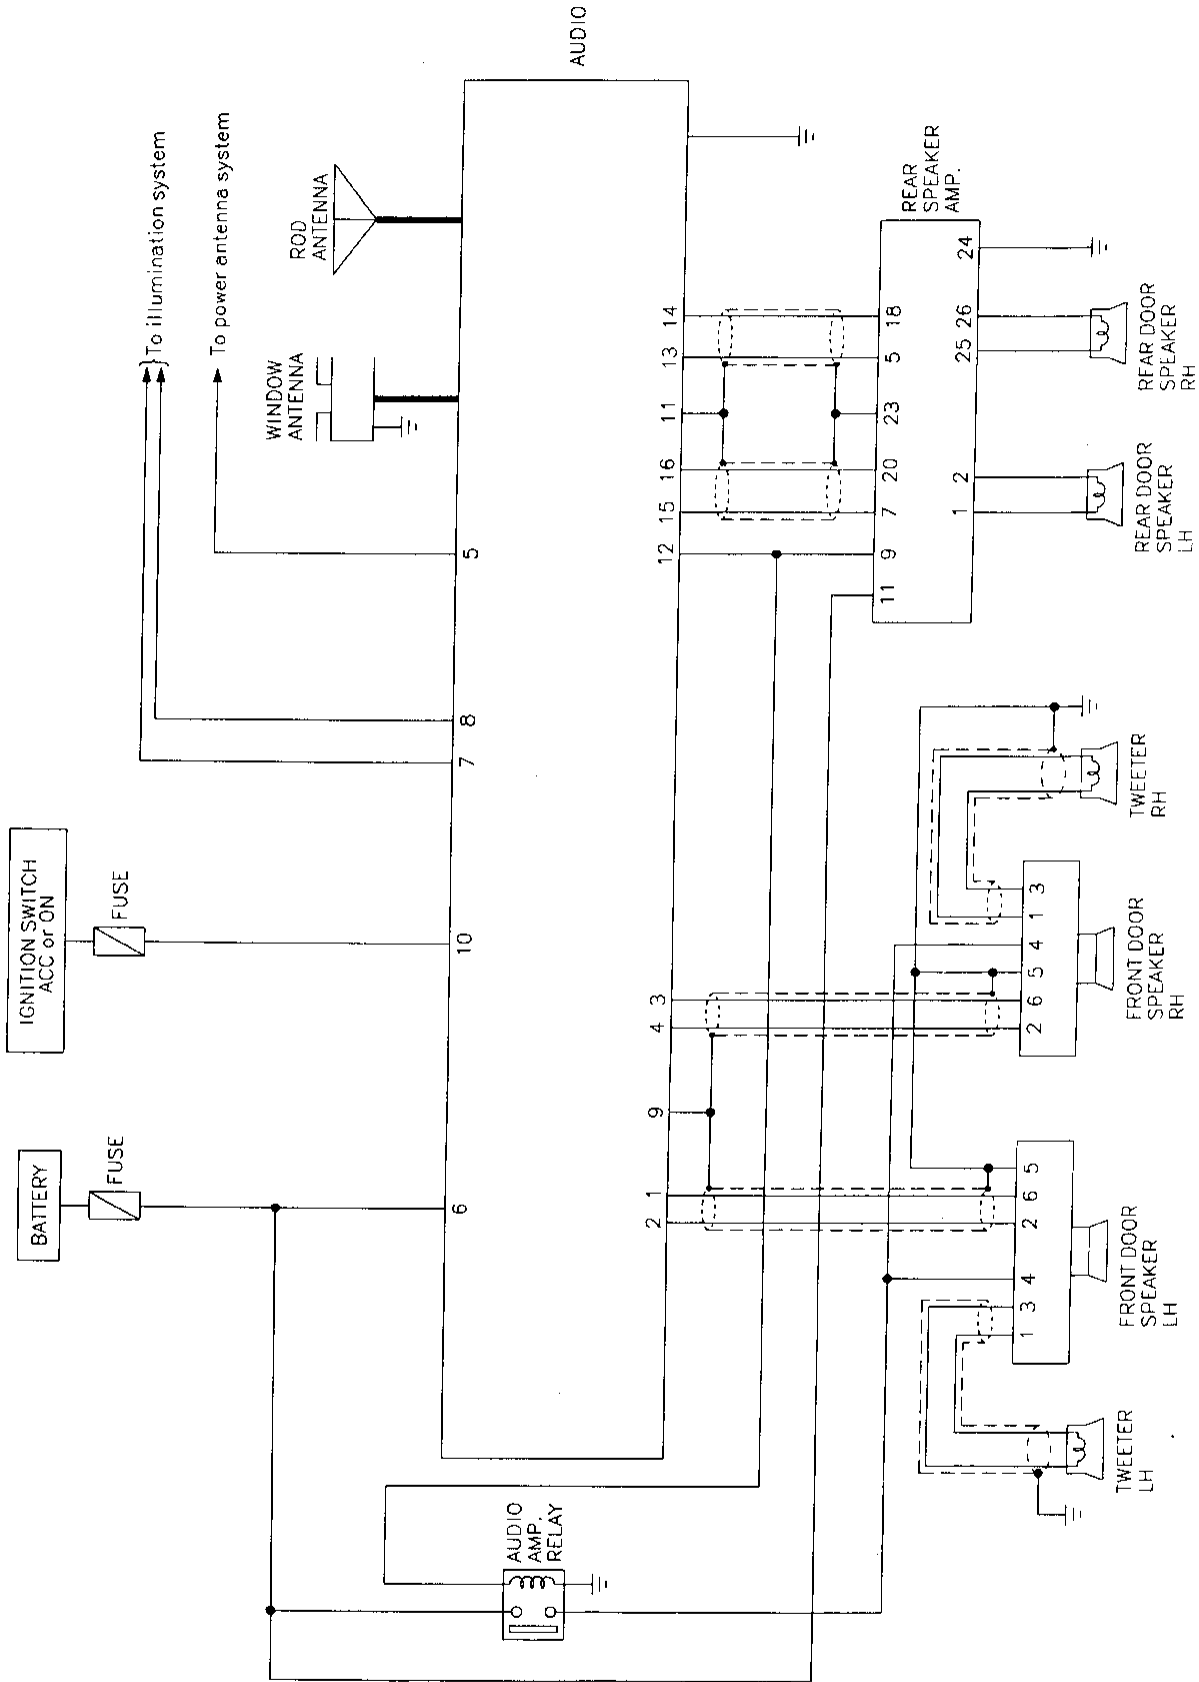 BATTERY
FUSE
IGNITION SWITCH
ACC or ON
FUSE
To illumination system
To power antenna system
WINDOW
ANTENNA
ROD
ANTENNA
AUDIO
6
10
7
8
5
2
1
9
4
3
12
15
16
11
13
14
AUDIO
AMP.
RELAY
REAR
SPEAKER
AMP.
11
9
7
20
23
5
18
1
2
25
26
24
1
3
4
2
6
5
2
6
5
4
1
3
TWEETER
LH
FRONT DOOR
SPEAKER
LH
FRONT DOOR
SPEAKER
RH
TWEETER
RH
REAR DOOR
SPEAKER
LH
REAR DOOR
SPEAKER
RH